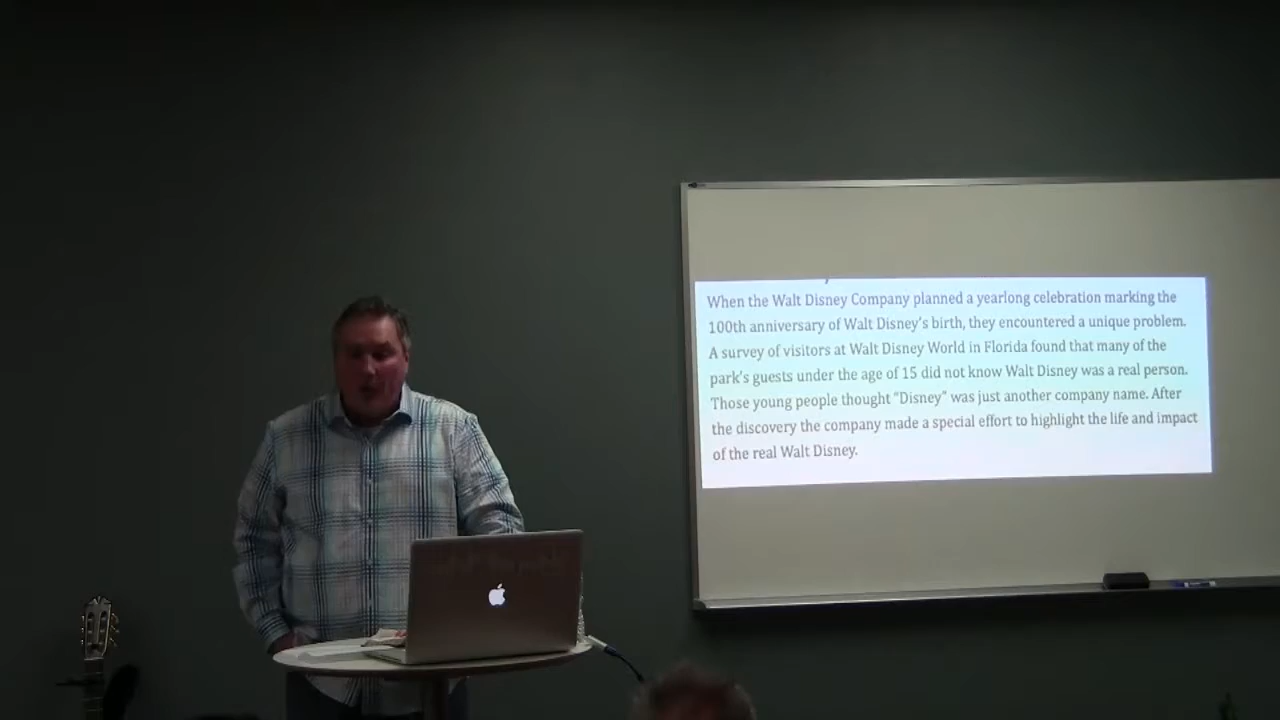 When the Walt Disney Company planned a yearlong celebration marking the
100th anniversary of Walt Disney's birth, they encountered a unique problem.
A survey of visitors at Walt Disney World in Florida found that many of the
park's guests under the age of 15 did not know Walt Disney was a real person.
Those young people thought "Disney" was just another company name. After
the discovery the company made a special effort to highlight the life and impact
of the real Walt Disney.